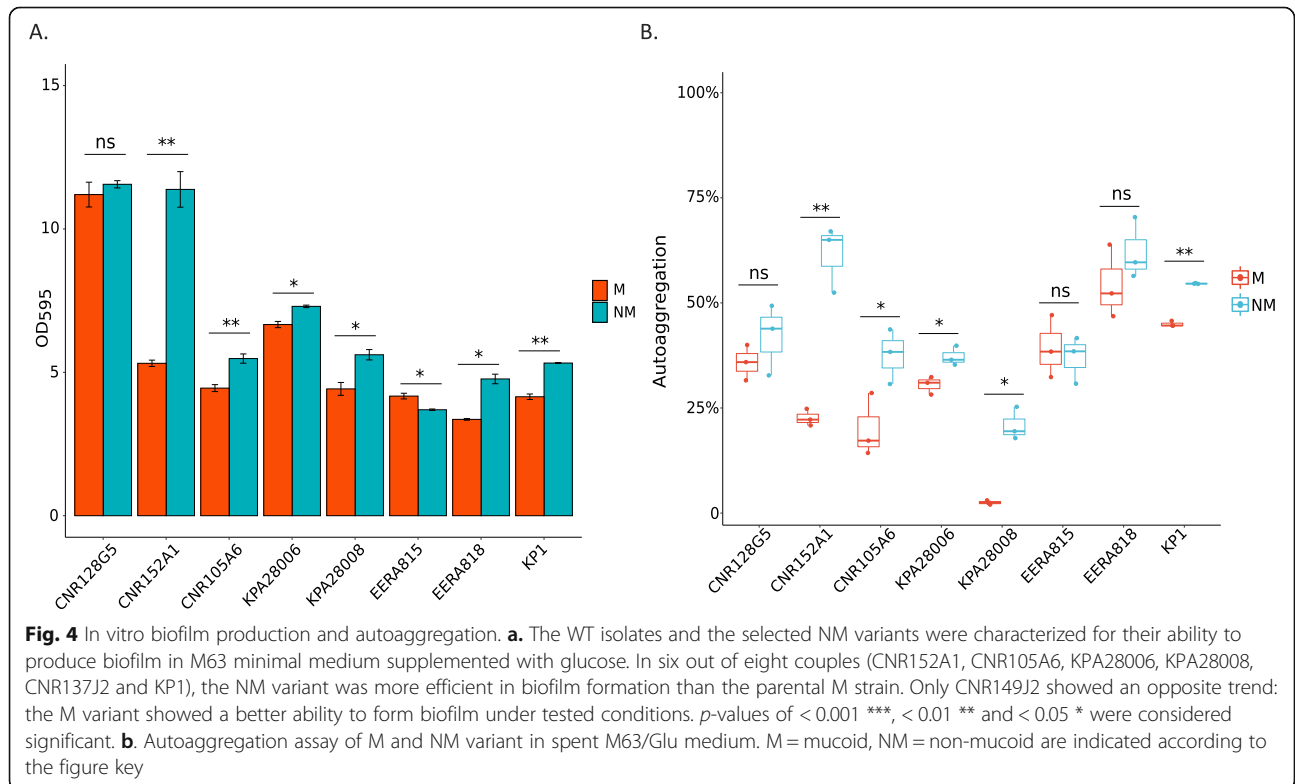 A.
15
10
5
0
OD595
ns
**
**
*
*
*
*
**
M
NM
CNR128G5
CNR152A1
CNR105A6
KPA28006
KPA28008
EERA815
EERA818
KP1
B.
100%
75%
50%
25%
0
Autoaggregation
ns
**
*
*
*
ns
ns
**
M
NM
CNR128G5
CNR152A1
CNR105A6
KPA28006
KPA28008
EERA815
EERA818
KP1
Fig. 4 In vitro biofilm production and autoaggregation. a. The WT isolates and the selected NM variants were characterized for their ability to
produce biofilm in M63 minimal medium supplemented with glucose. In six out of eight couples (CNR152A1, CNR105A6, KPA28006, KPA28008,
CNR137J2 and KP1), the NM variant was more efficient in biofilm formation than the parental M strain. Only CNR149J2 showed an opposite trend:
the M variant showed a better ability to form biofilm under tested conditions. p-values of < 0.001 ***, < 0.01 ** and < 0.05 * were considered
significant. b. Autoaggregation assay of M and NM variant in spent M63/Glu medium. M = mucoid, NM = non-mucoid are indicated according to
the figure key